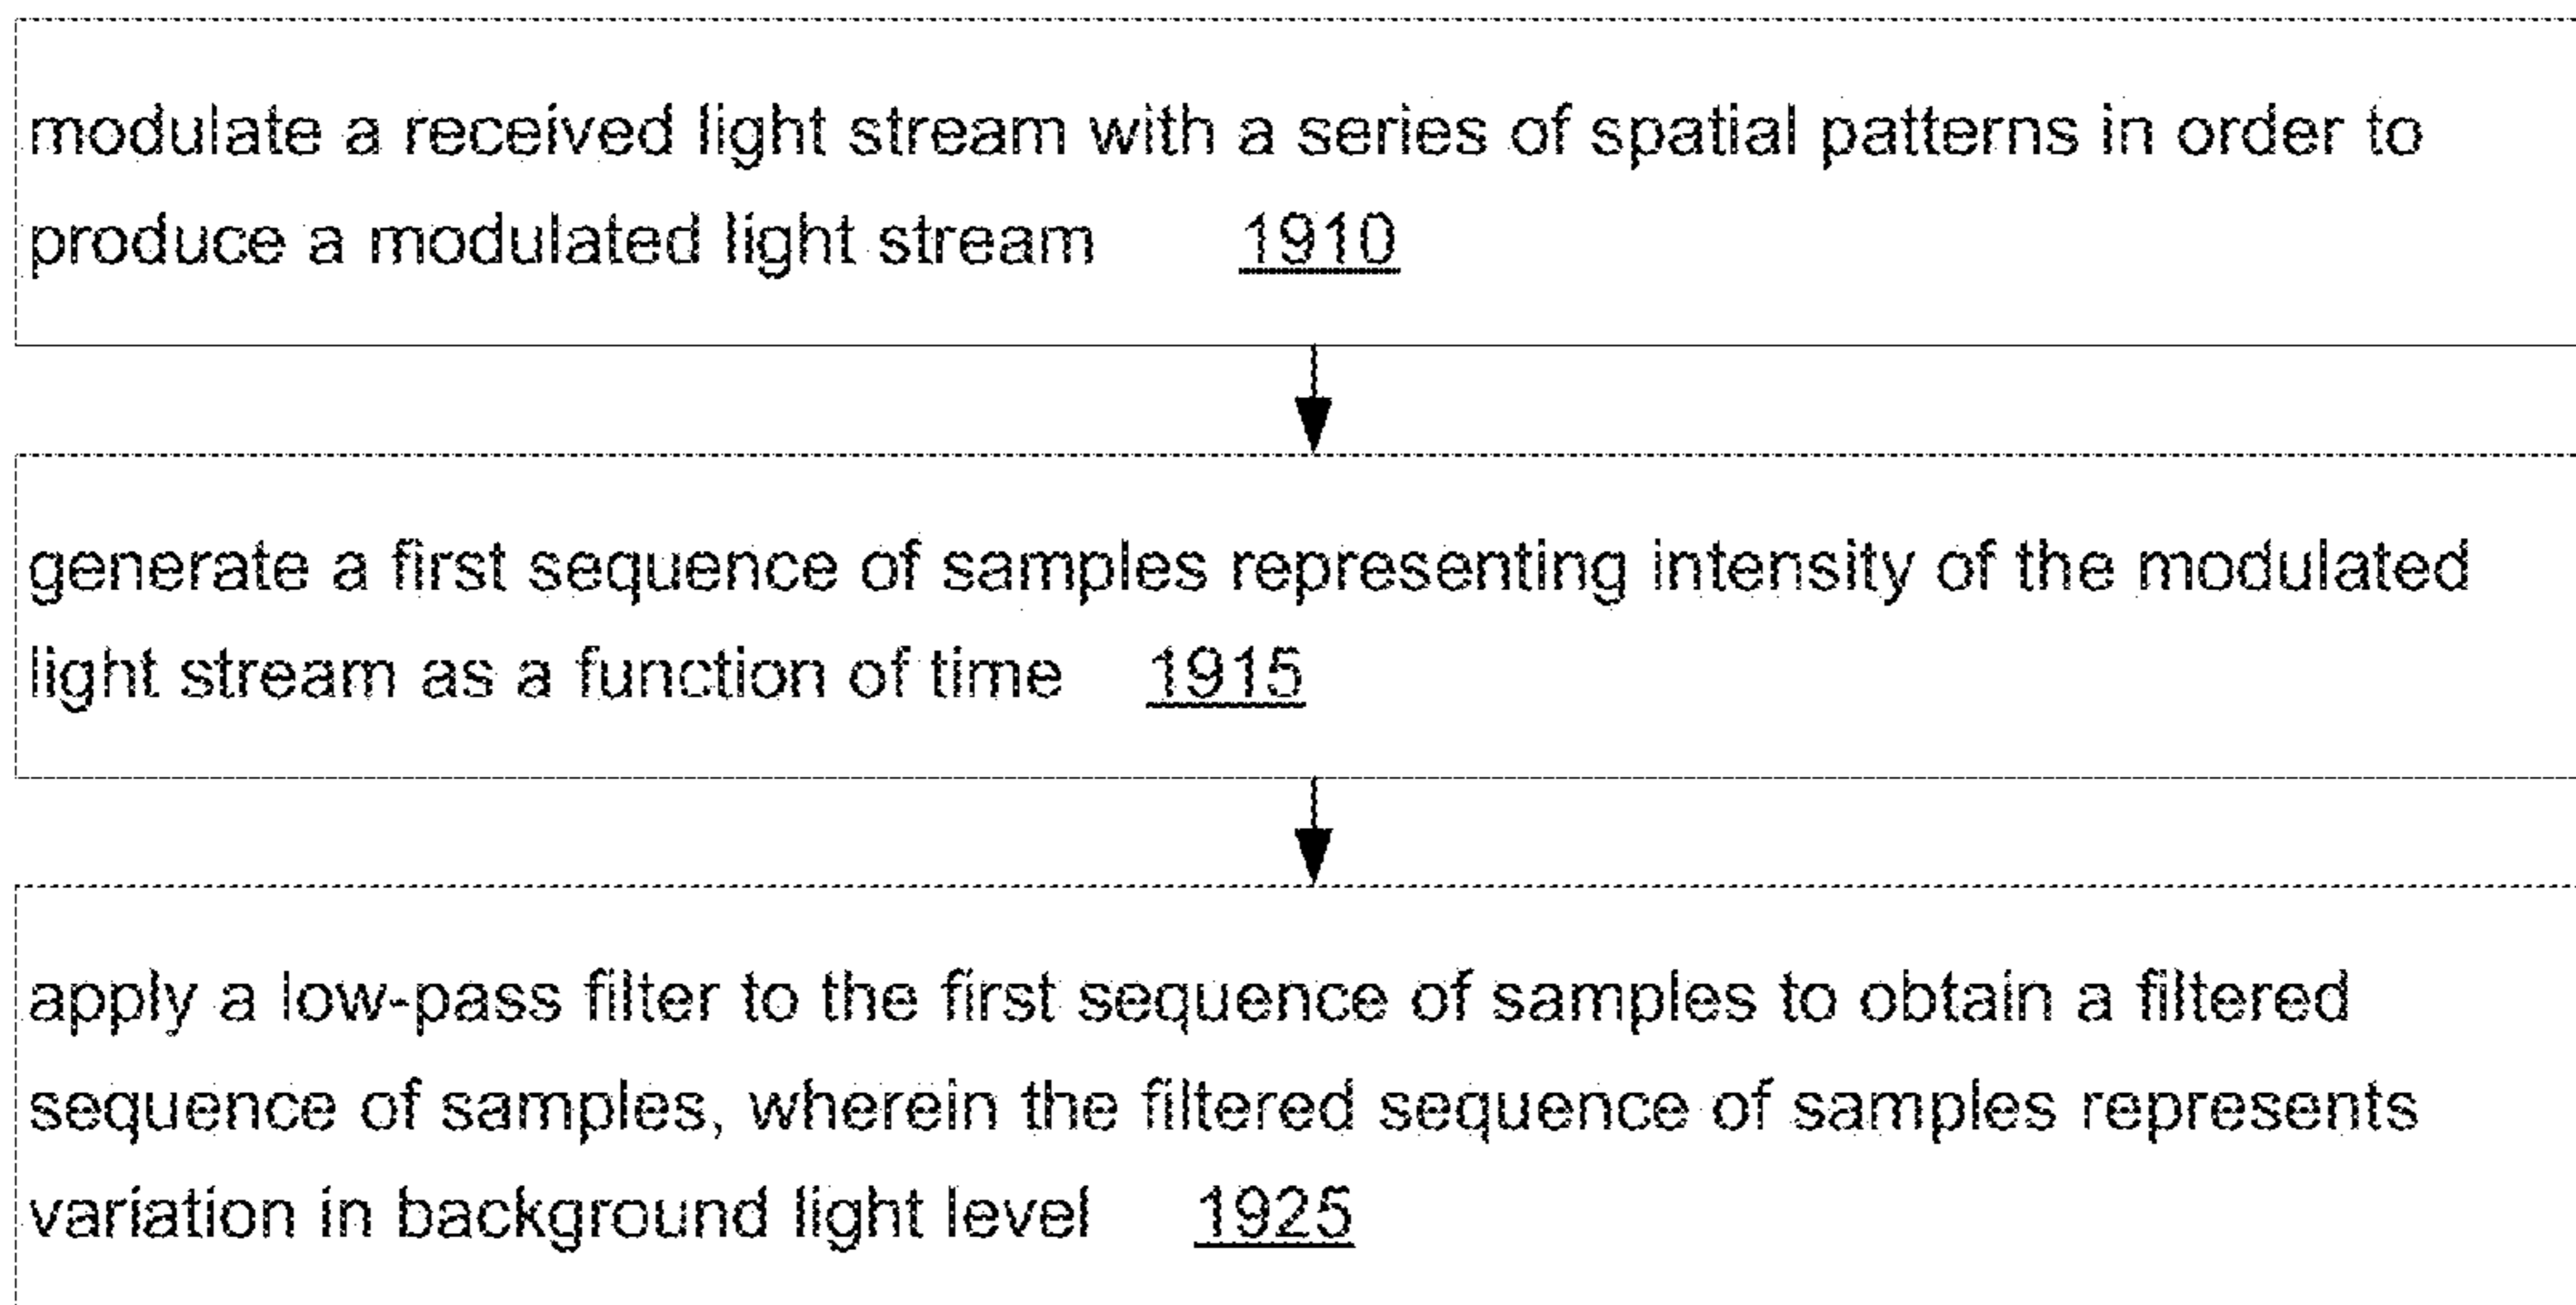 modulate a received light stream with a series of spatial patterns in order to
produce a modulated light stream 1910
generate a first sequence of samples representing intensity of the modulated
light stream as a function of time 1915
apply a low-pass filter to the first sequence of samples to obtain a filtered
sequence of samples, wherein the filtered sequence of samples represents
variation in background light level 1925